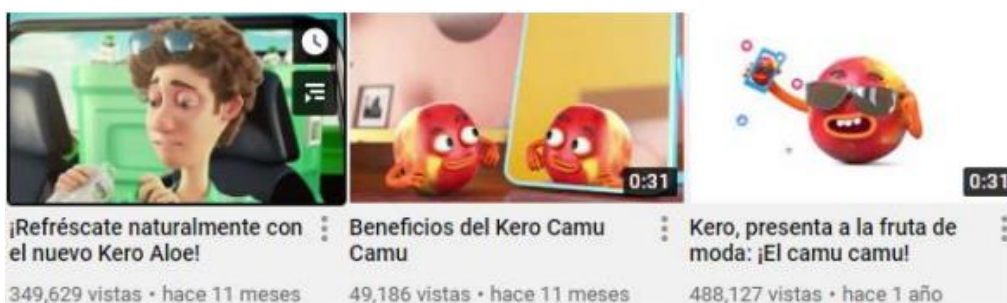 0:31
0:31
¡Refréscate naturalmente con
el nuevo Kero Aloe!
349,629 vistas • hace 11 meses
Beneficios del Kero Camu
Camu
49,186 vistas • hace 11 meses
Kero, presenta a la fruta de
moda: ¡El camu camu!
488,127 vistas • hace 1 año